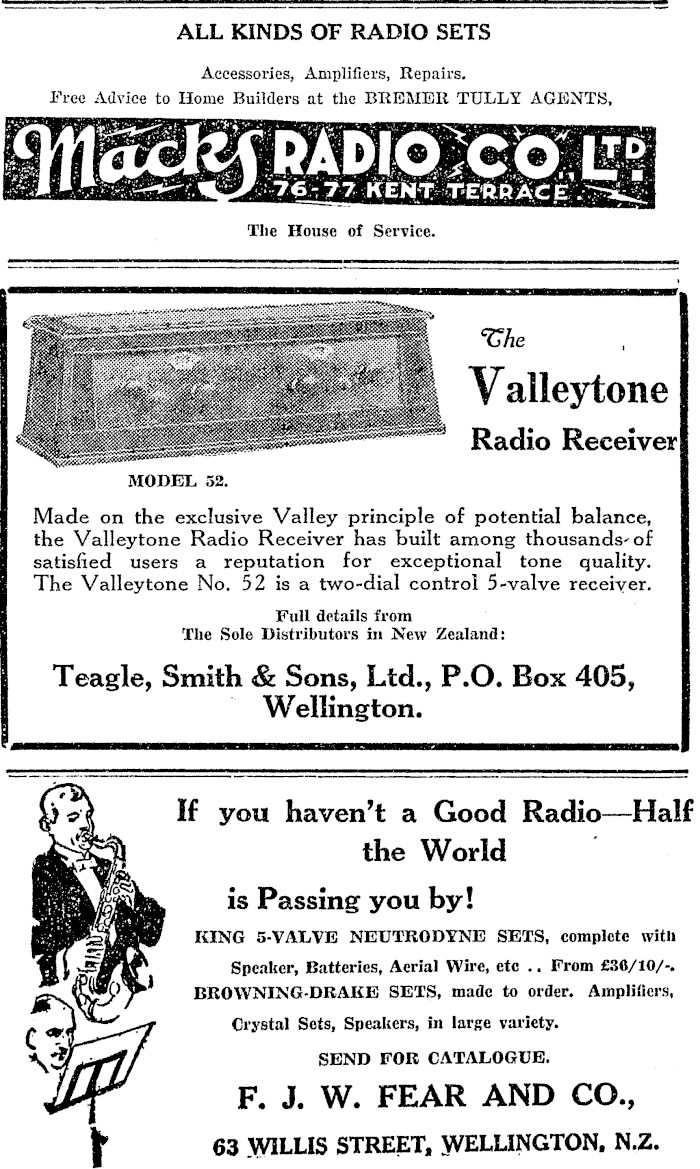 ALL KINDS OF RADIO SETS
Accessories, Amplifiers, Repairs.
Free Advice to Home Builders at the BREMER TULLY AGENTS,
Mack's RADIO CO., LTD.
76-77 KENT TERRACE.
The House of Service.
The
Valleytone
Radio Receiver
MODEL 52.
Made on the exclusive Valley principle of potential balance,
the Valleytone Radio Receiver has built among thousands of
satisfied users a reputation for exceptional tone quality.
The Valleytone No. 52 is a two-dial control 5-valve receiver.
Full details from
The Sole Distributors in New Zealand:
Teagle, Smith & Sons, Ltd., P.O. Box 405,
Wellington.
If you haven't a Good Radio—Half
the World
is Passing you by!
KING 5-VALVE NEUTRODYNE SETS, complete with
Speaker, Batteries, Aerial Wire, etc .. From £36/10/-.
BROWNING-DRAKE SETS, made to order. Amplifiers,
Crystal Sets, Speakers, in large variety.
SEND FOR CATALOGUE.
F. J. W. FEAR AND CO.,
63 WILLIS STREET, WELLINGTON, N.Z.